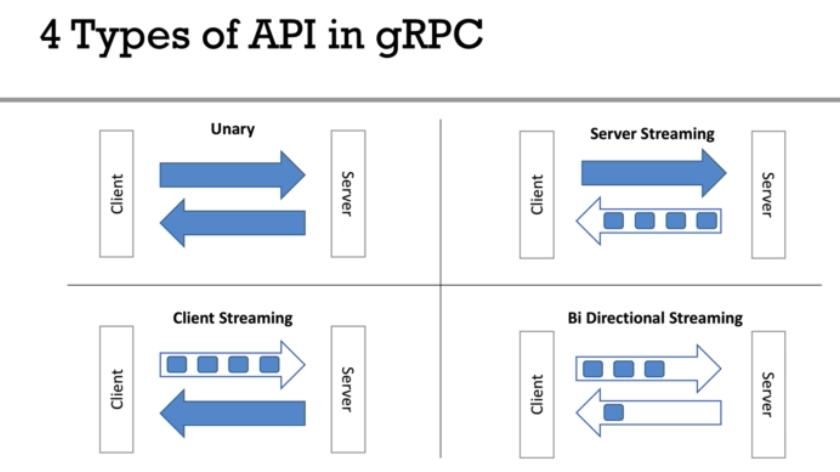 4 Types of API in gRPC
Unary
Client
Server
Server Streaming
Client
Server
Client Streaming
Client
Server
Bi Directional Streaming
Client
Server